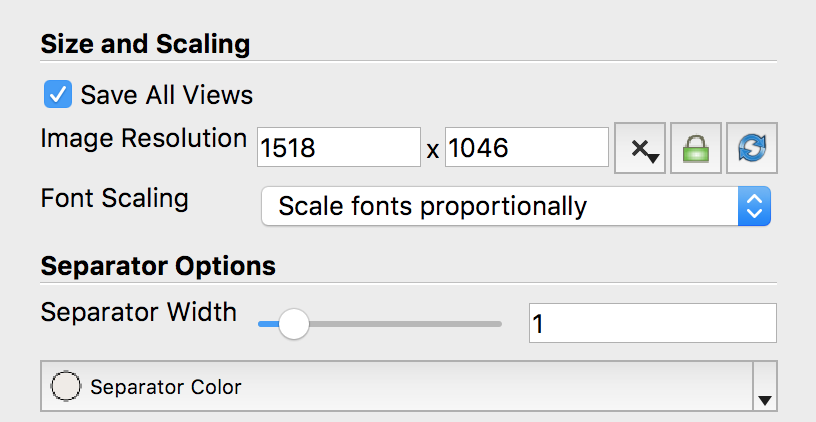 Size and Scaling
Save All Views
Image Resolution 1518 x 1046
Font Scaling Scale fonts proportionally
Separator Options
Separator Width 1
Separator Color